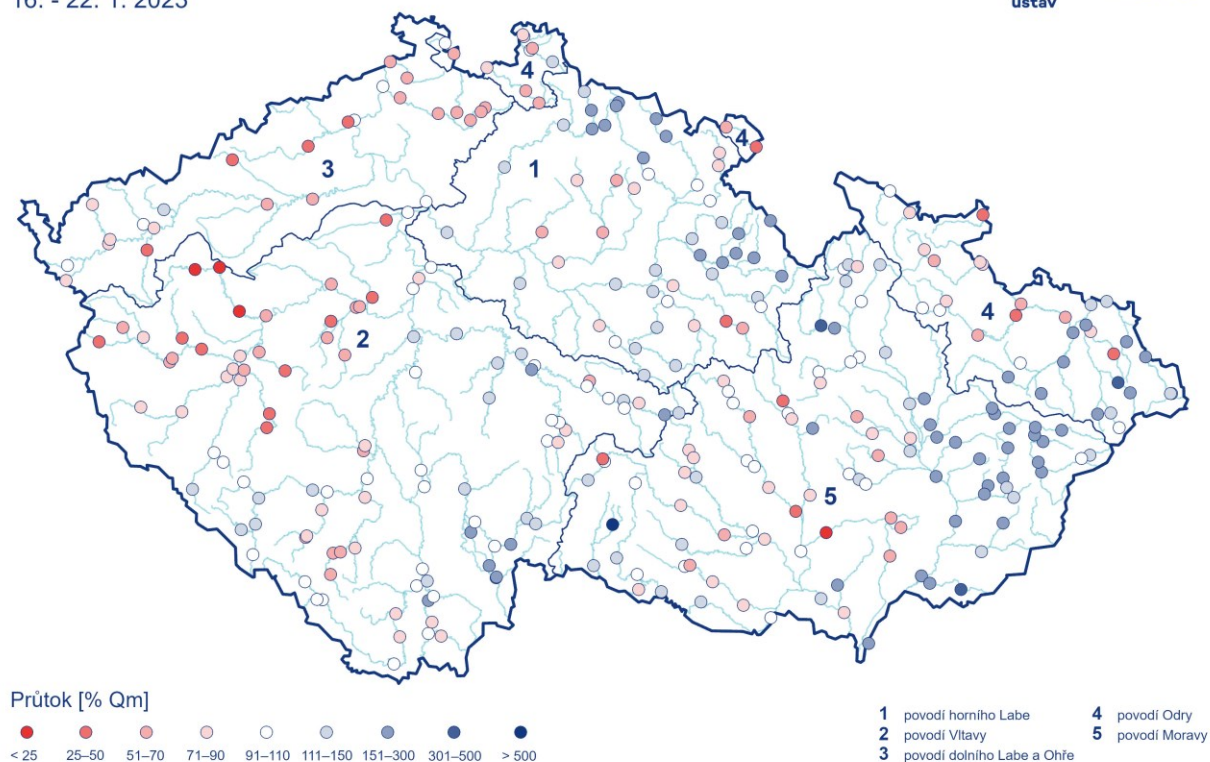 16. - 22. 1. 2023
ústav
4
4
3
1
2
4
5
Průtok [% Qm]
< 25 25–50 51–70 71–90 91–110 111–150 151–300 301–500 > 500
1 povodí horního Labe
2 povodí Vltavy
3 povodí dolního Labe a Ohře
4 povodí Odry
5 povodí Moravy